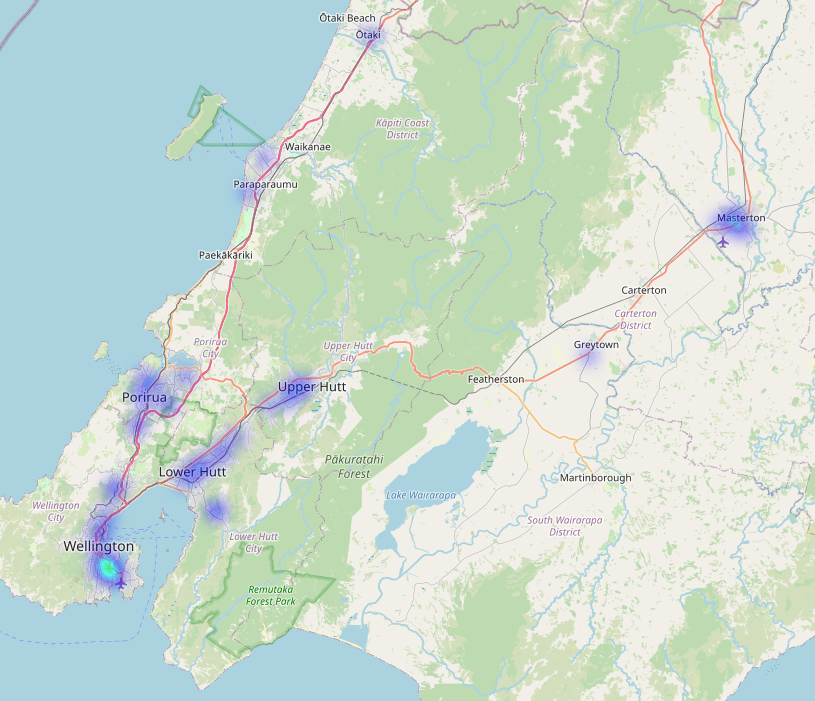 Ōtaki Beach
Ōtaki
Kāpiti Coast
District
Waikanae
Paraparaumu
Masterton
Paekākāriki
Carterton
Carterton
District
Porirua
City
Upper Hutt
City
Greytown
Featherston
Upper Hutt
Porirua
Pākuratahi
Forest
Lower Hutt
Martinborough
Lake Wairarapa
Wellington
City
South Wairarapa
District
Lower Hutt
City
Wellington
Remutaka
Forest Park